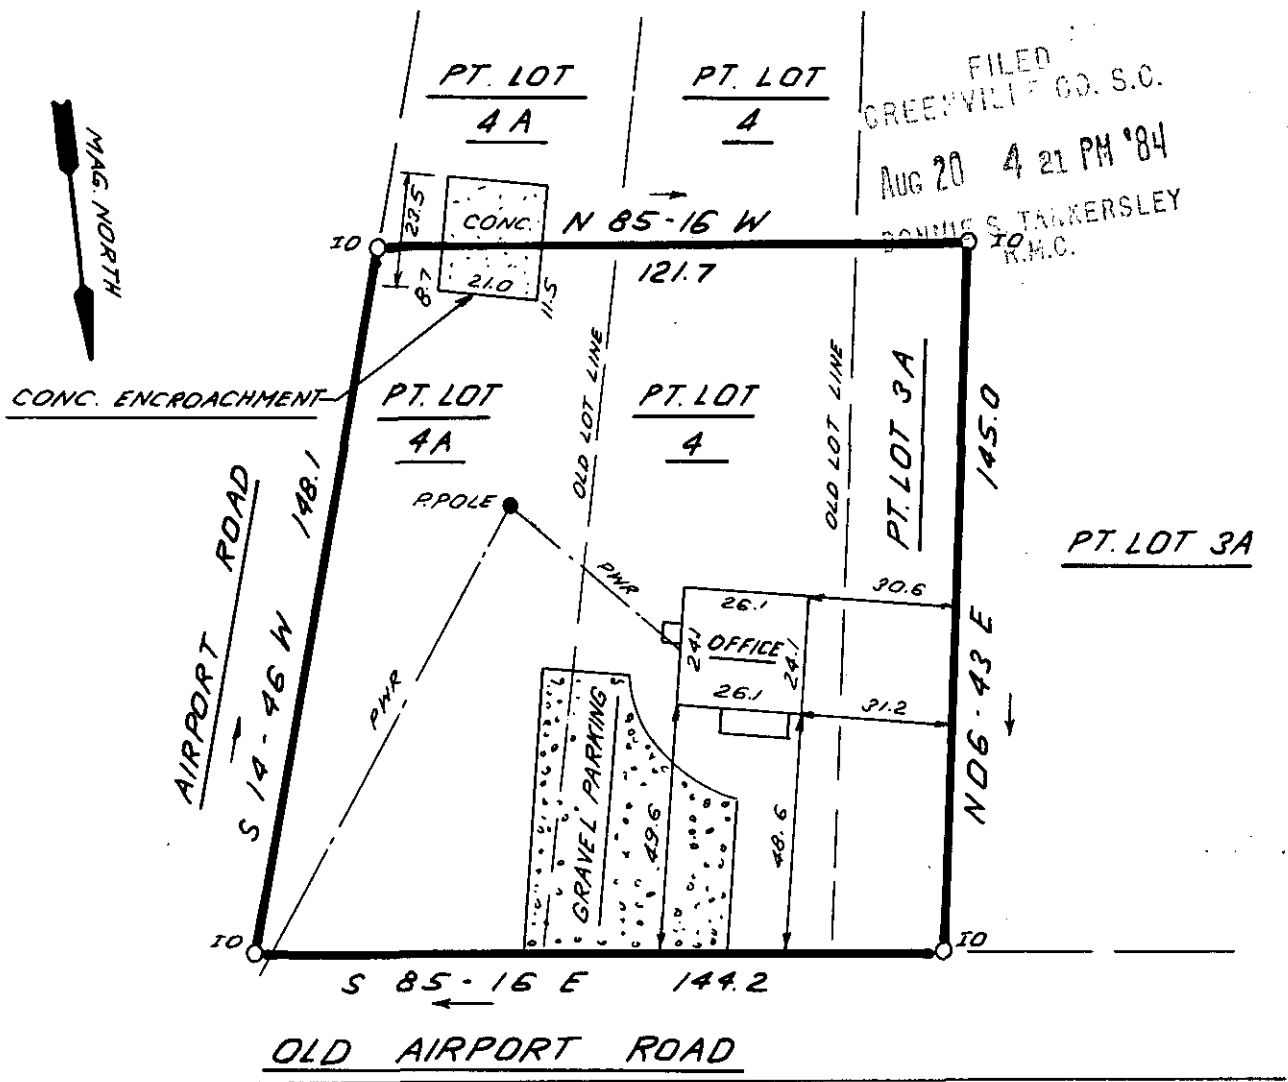 PT. LOT
4 A
PT. LOT
4
FILED
GREENVILLE CO. S.C.
AUG 20 4 21 PM '84
DONNIE S. TANKERSLEY
R.M.C.
MAG. NORTH
IO
23.5
CONC.
N 85-16 W
IO
8.7
21.0
11.5
121.7
CONC. ENCROACHMENT
PT. LOT
4A
OLD LOT LINE
PT. LOT
4
OLD LOT LINE
PT. LOT 3A
145.0
AIRPORT ROAD
S 14-46 W 148.1
P.POLE
PT. LOT 3A
PWR
PWR
26.1
30.6
24.1
OFFICE
24.1
26.1
31.2
N 06-43 E
GRAVEL PARKING
49.6
48.6
IO
IO
S 85-16 E 144.2
OLD AIRPORT ROAD